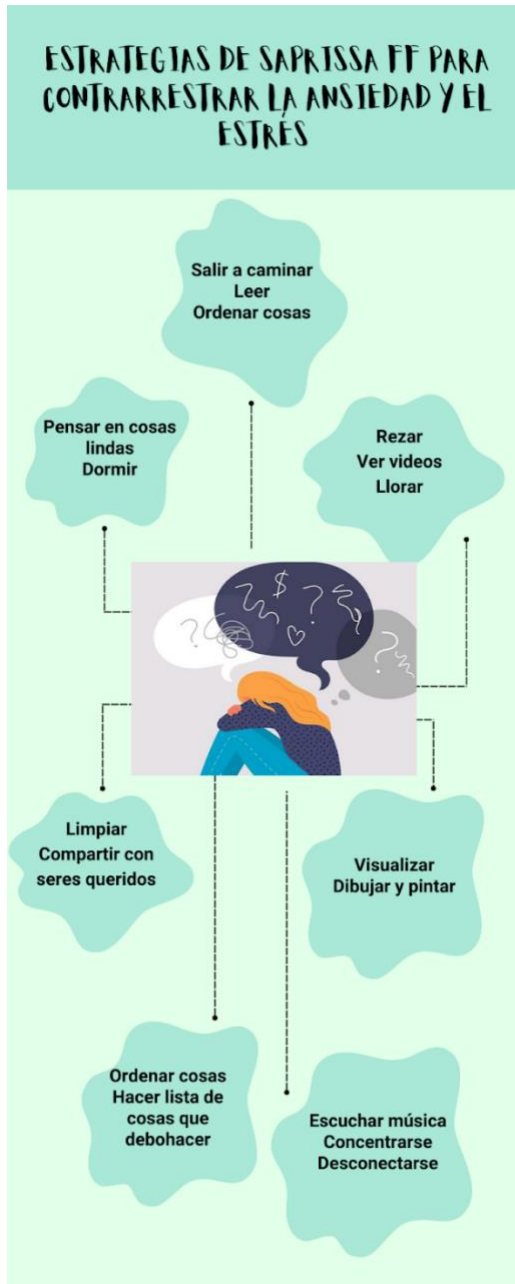 ESTRATEGIAS DE SAPRISSA FF PARA
CONTRARRESTRAR LA ANSIEDAD Y EL
ESTRÉS
Salir a caminar
Leer
Ordenar cosas
Pensar en cosas
lindas
Dormir
Rezar
Ver videos
Llorar
Limpiar
Compartir con
seres queridos
Visualizar
Dibujar y pintar
Ordenar cosas
Hacer lista de
cosas que
debohacer
Escuchar música
Concentrarse
Desconectarse